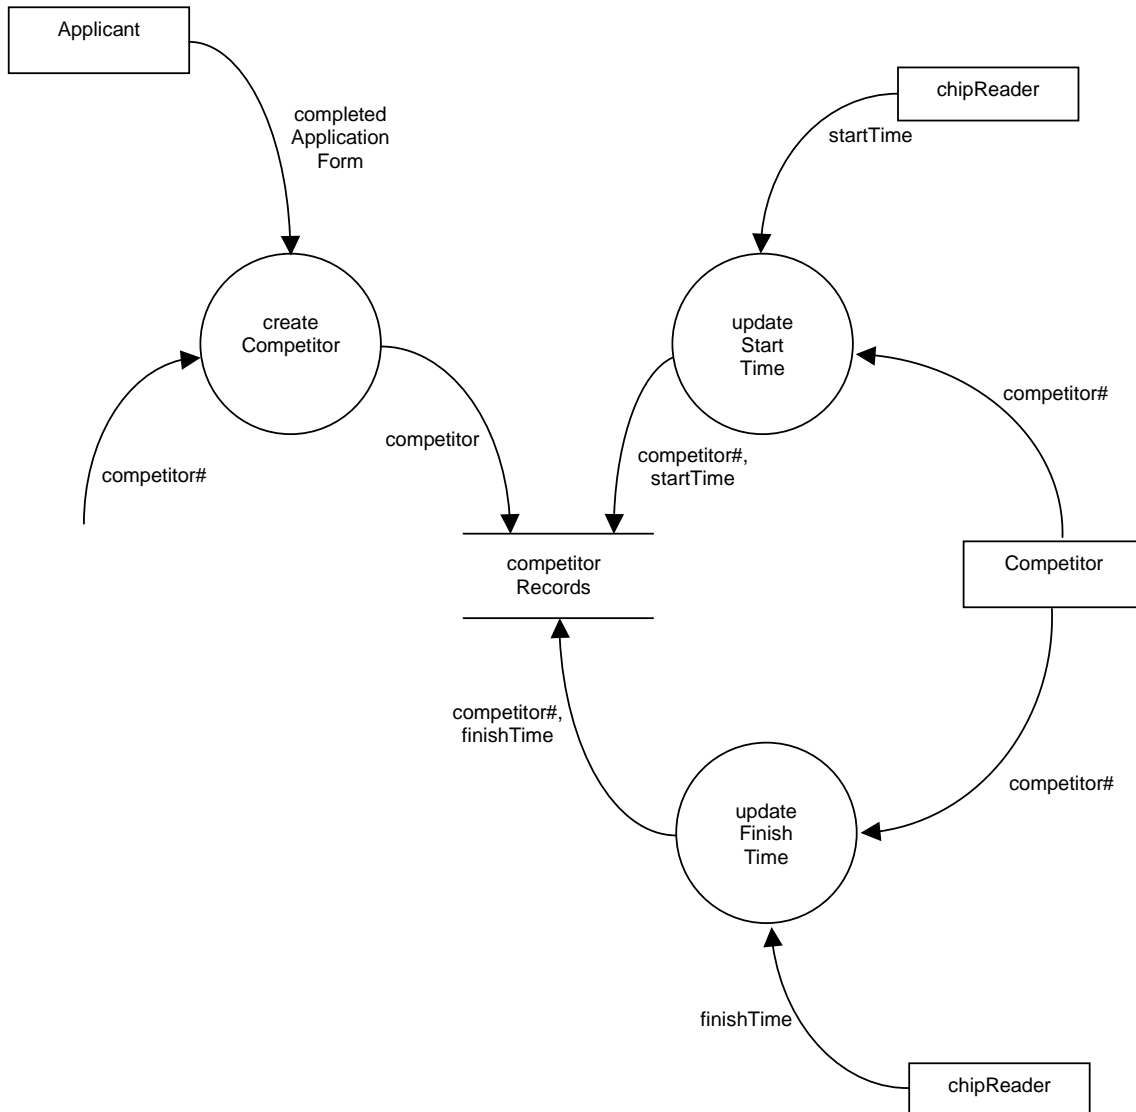 Applicant
chipReader
completed
Application
Form
startTime
create
Competitor
update
Start
Time
competitor#
competitor
competitor#
competitor#,
startTime
competitor
Records
Competitor
competitor#,
finishTime
competitor#
update
Finish
Time
finishTime
chipReader